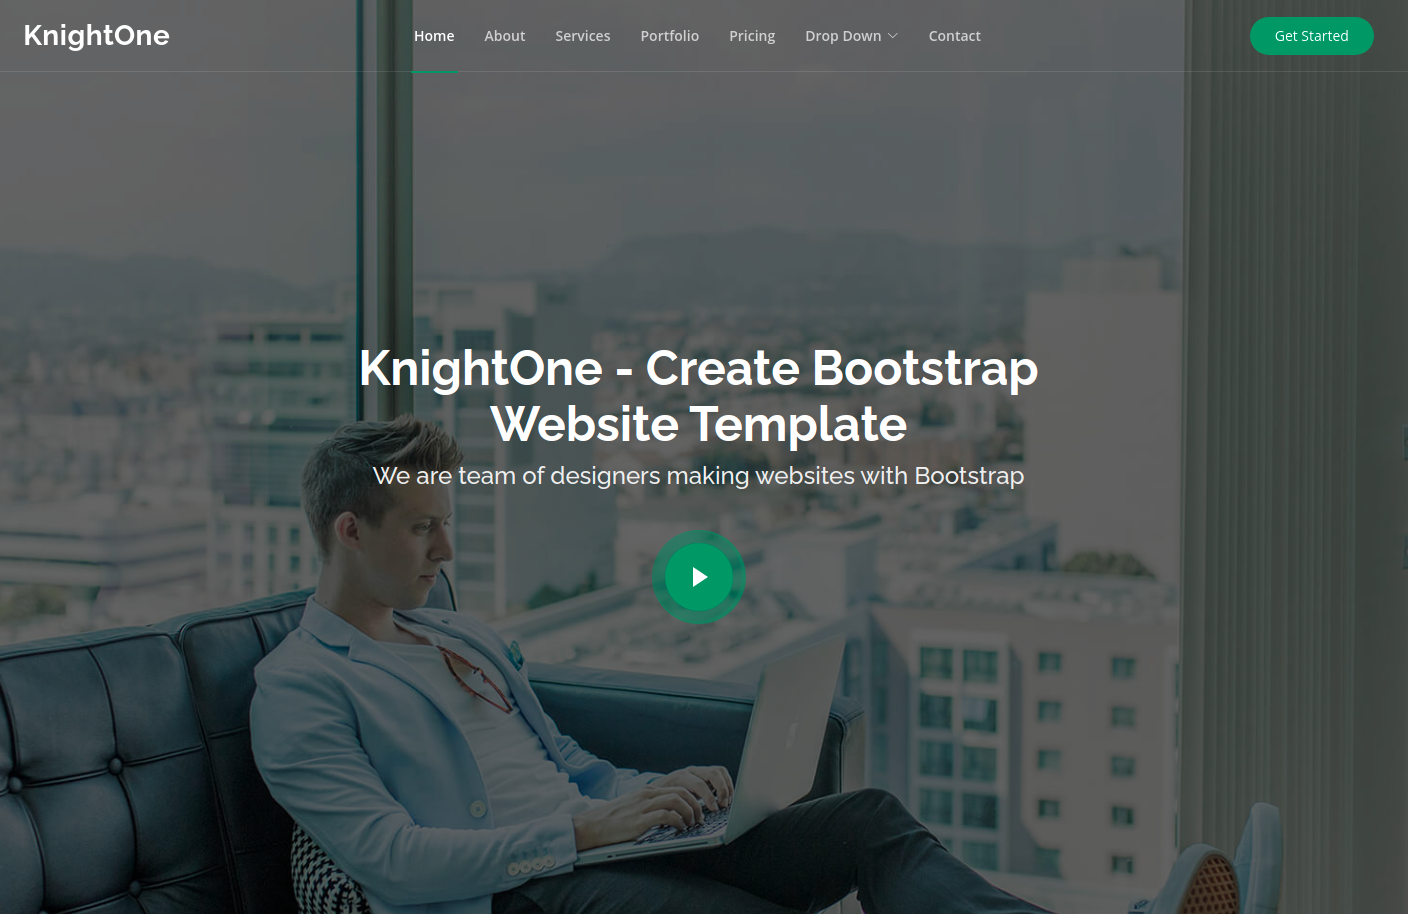 KnightOne
Home About Services Portfolio Pricing Drop Down Contact
Get Started
KnightOne - Create Bootstrap
Website Template
We are team of designers making websites with Bootstrap